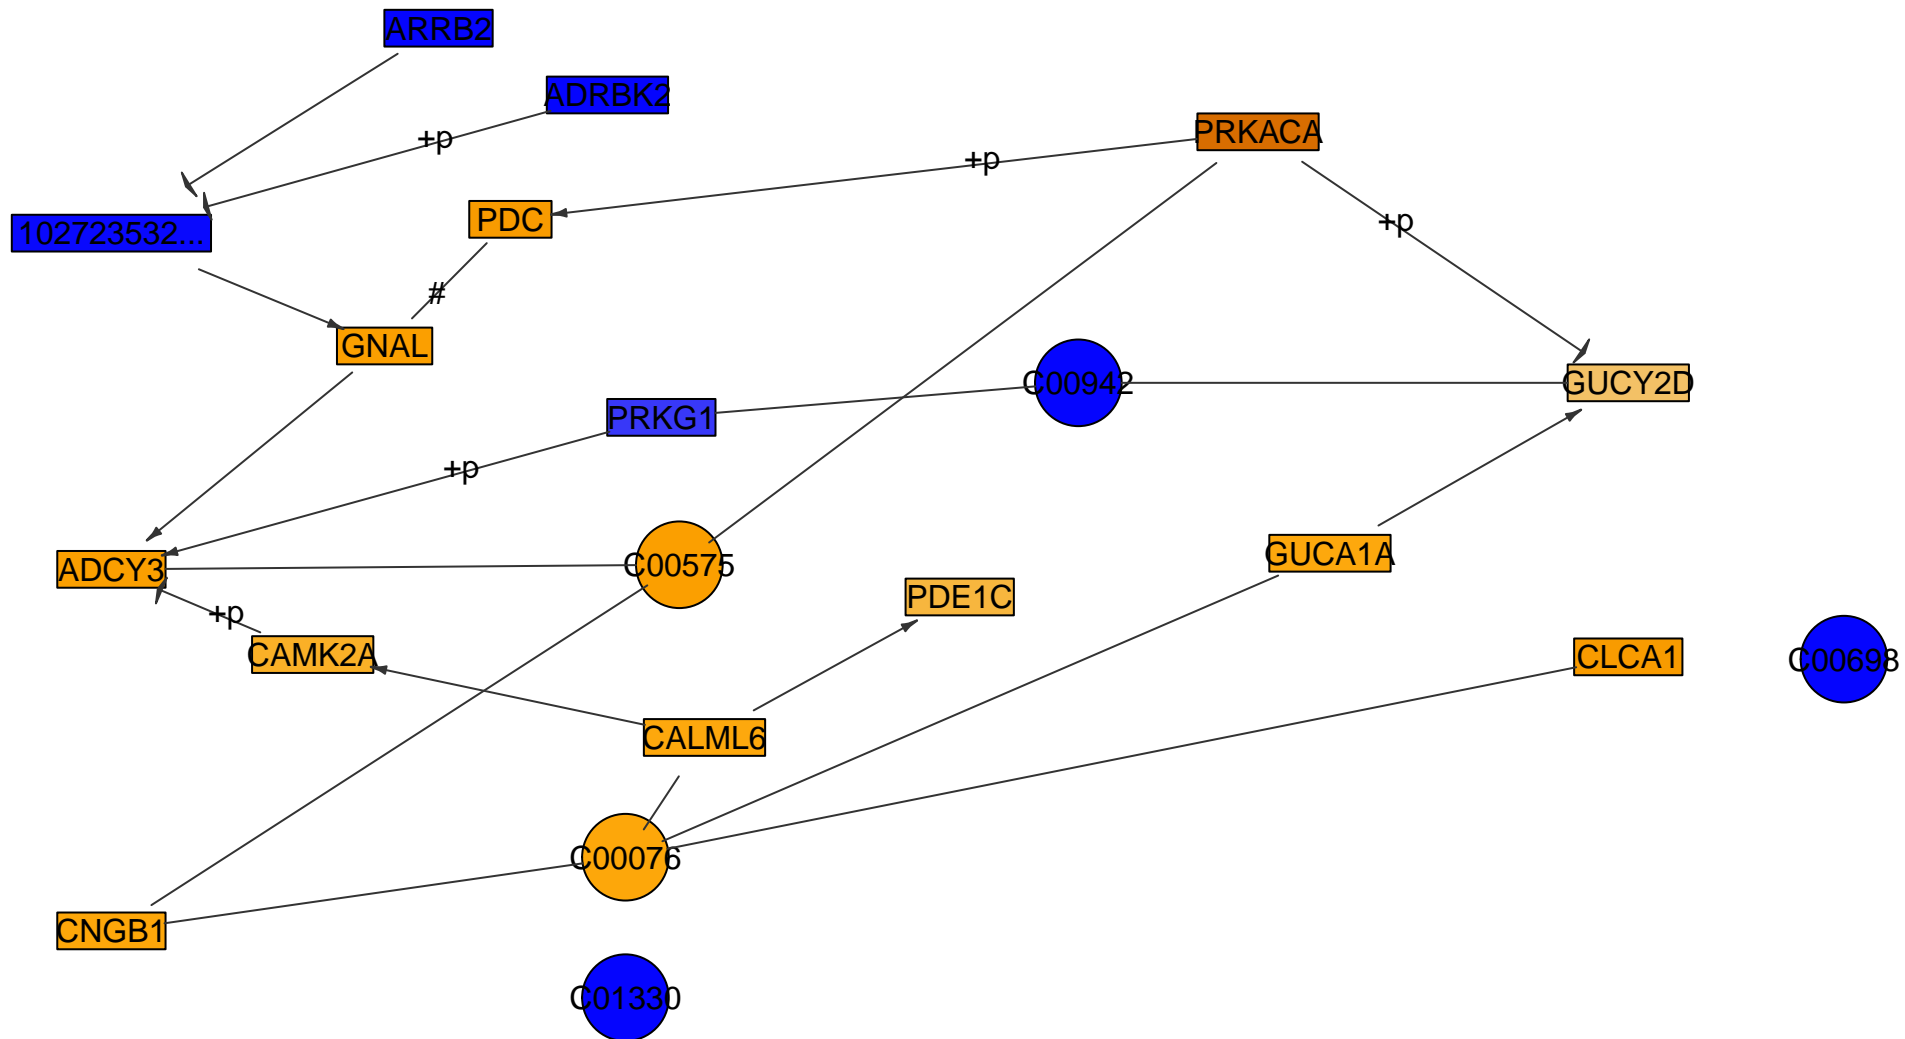 ARRB2
ADRBK2
+p
PRKACA
+p
102723532...
PDC
+p
#
GNAL
C00942
GUCY2D
PRKG1
+p
ADCY3
C00575
GUCA1A
PDE1C
+p
CAMK2A
CLCA1
C00698
CALML6
C00076
CNGB1
C01330